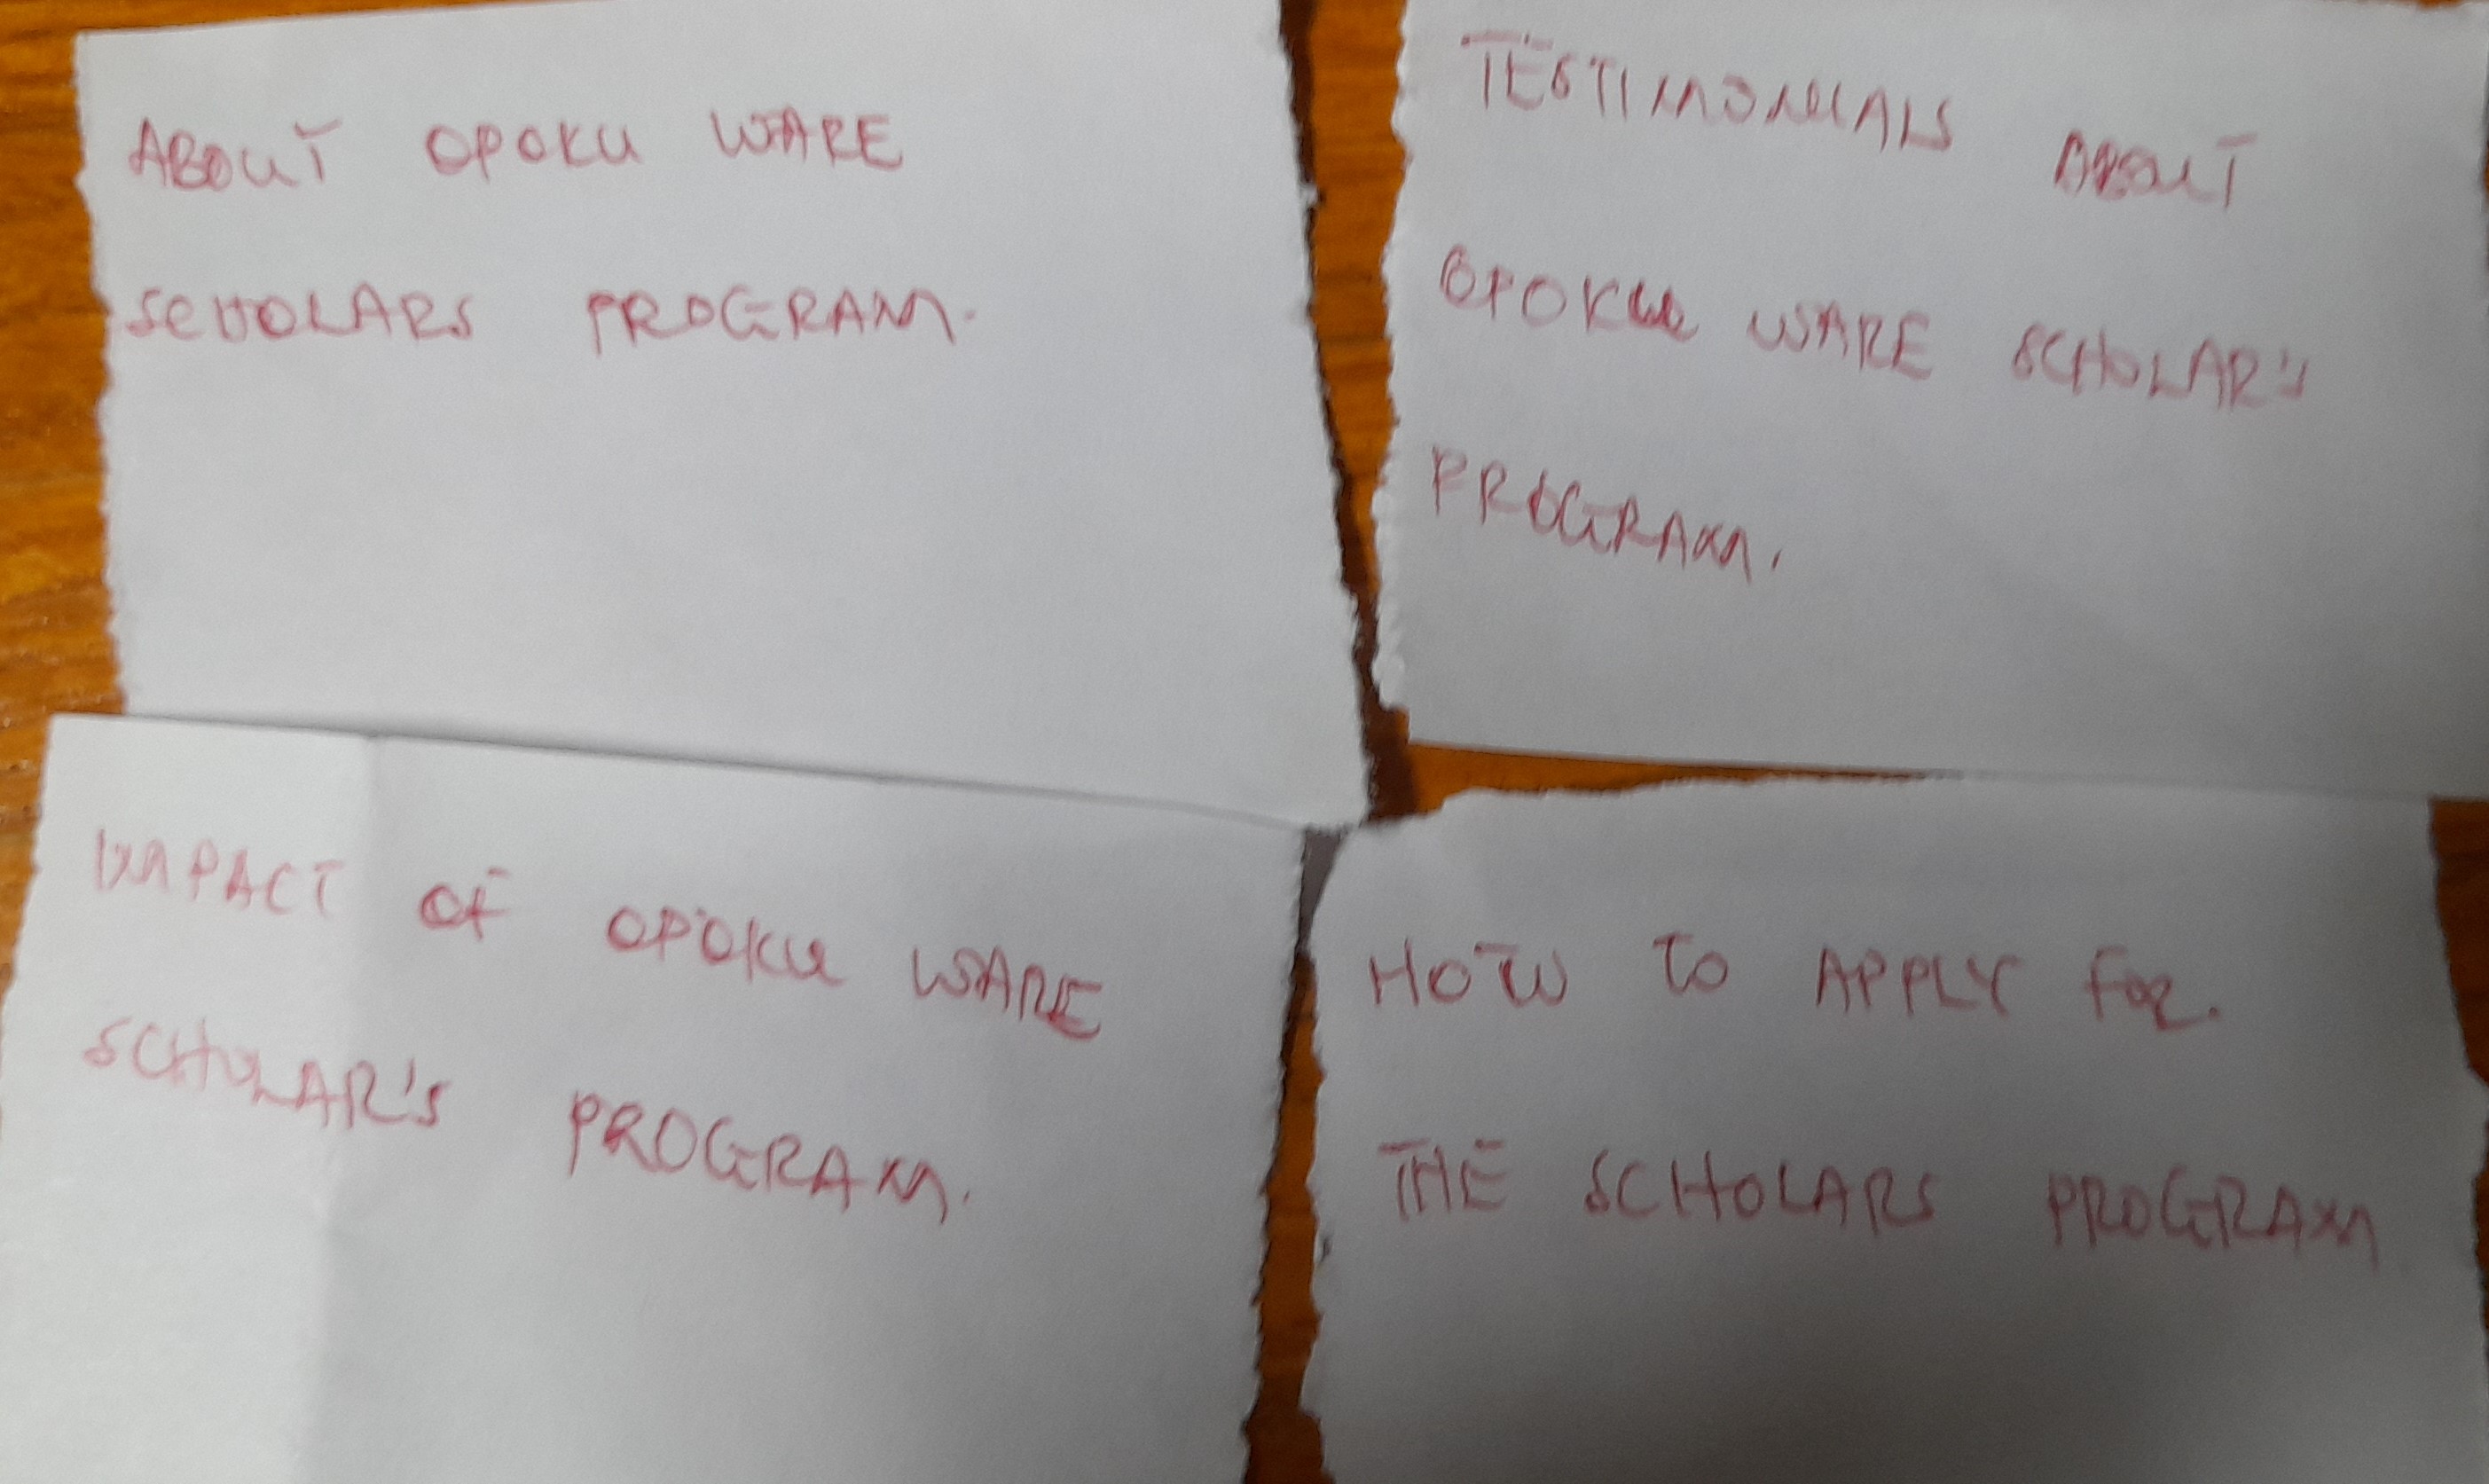 ABOUT OPOKU WARE
SCHOLARS PROGRAM.
TESTIMONIALS ABOUT
OPOKU WARE SCHOLAR'S
PROGRAM.
IMPACT OF OPOKU WARE
SCHOLAR'S PROGRAM.
HOW TO APPLY FOR.
THE SCHOLARS PROGRAM